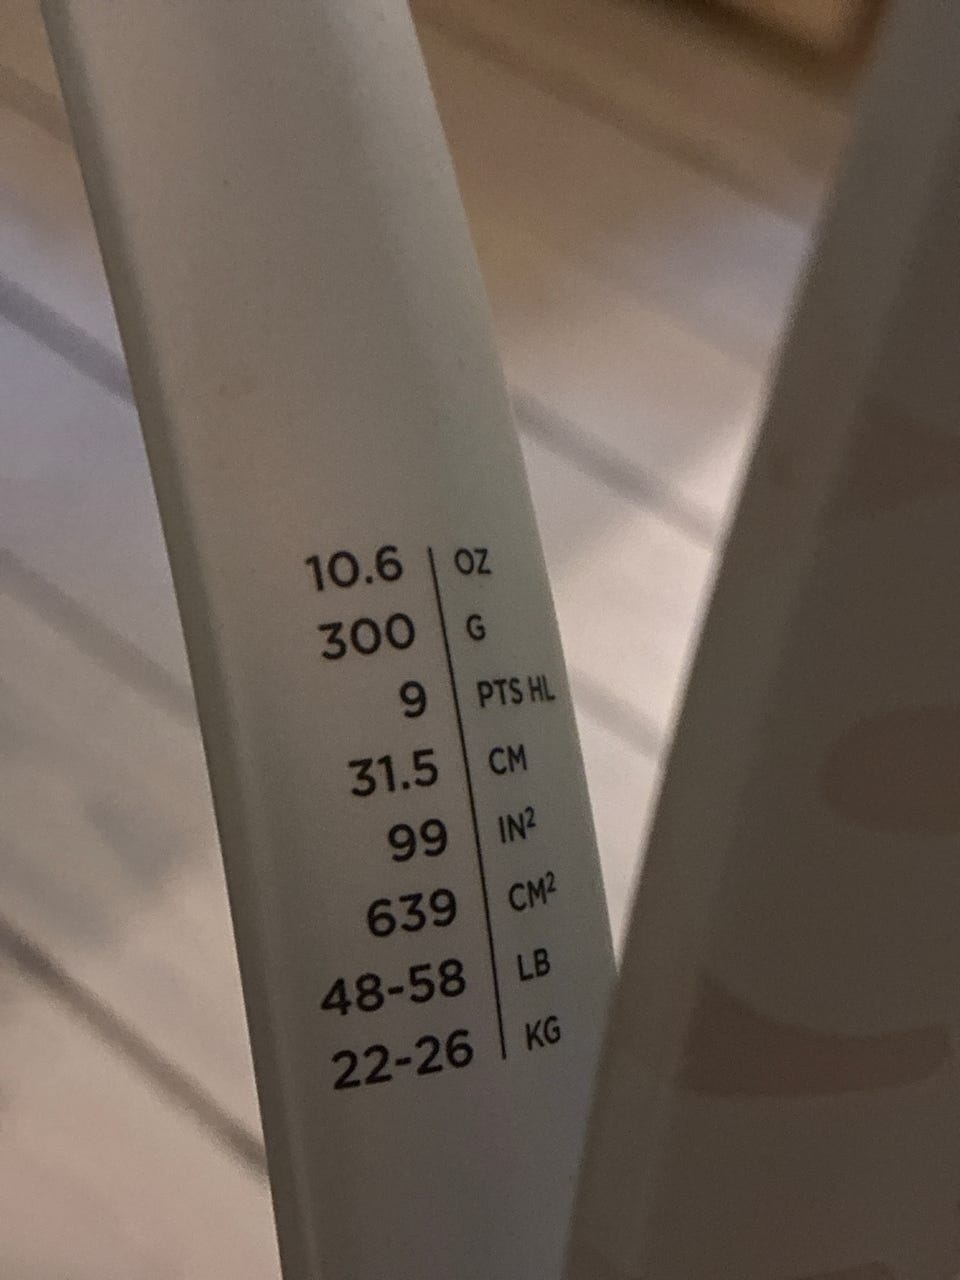 10.6 | OZ
300 | G
9 | PTS HL
31.5 | CM
99 | IN²
639 | CM²
48-58 | LB
22-26 | KG